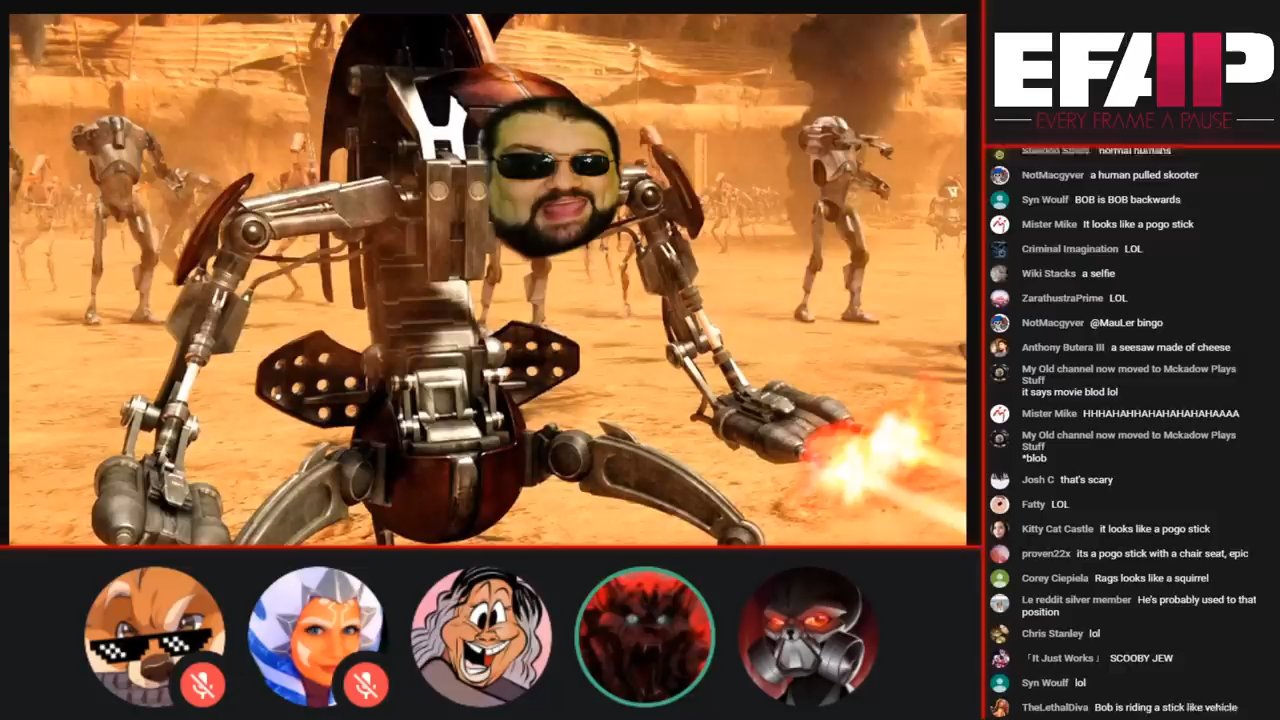 EFAP
EVERY FRAME A PAUSE
normal humans
NotMacgyver a human pulled skooter
Syn Woulf BOB is BOB backwards
Mister Mike It looks like a pogo stick
Criminal Imagination LOL
Wiki Stacks a selfie
ZarathustraPrime LOL
NotMacgyver @MauLer bingo
Anthony Butera III a seesaw made of cheese
My Old channel now moved to Mckadow Plays
Stuff
it says movie blod lol
Mister Mike HHHAHAHHAHAHAHAHAHAAAA
My Old channel now moved to Mckadow Plays
Stuff
*blob
Josh C that's scary
Fatty LOL
Kitty Cat Castle it looks like a pogo stick
proven22x its a pogo stick with a chair seat, epic
Corey Ciepiela Rags looks like a squirrel
Le reddit silver member He's probably used to that
position
Chris Stanley lol
「It Just Works」 SCOOBY JEW
Syn Woulf lol
TheLethalDiva Bob is riding a stick like vehicle